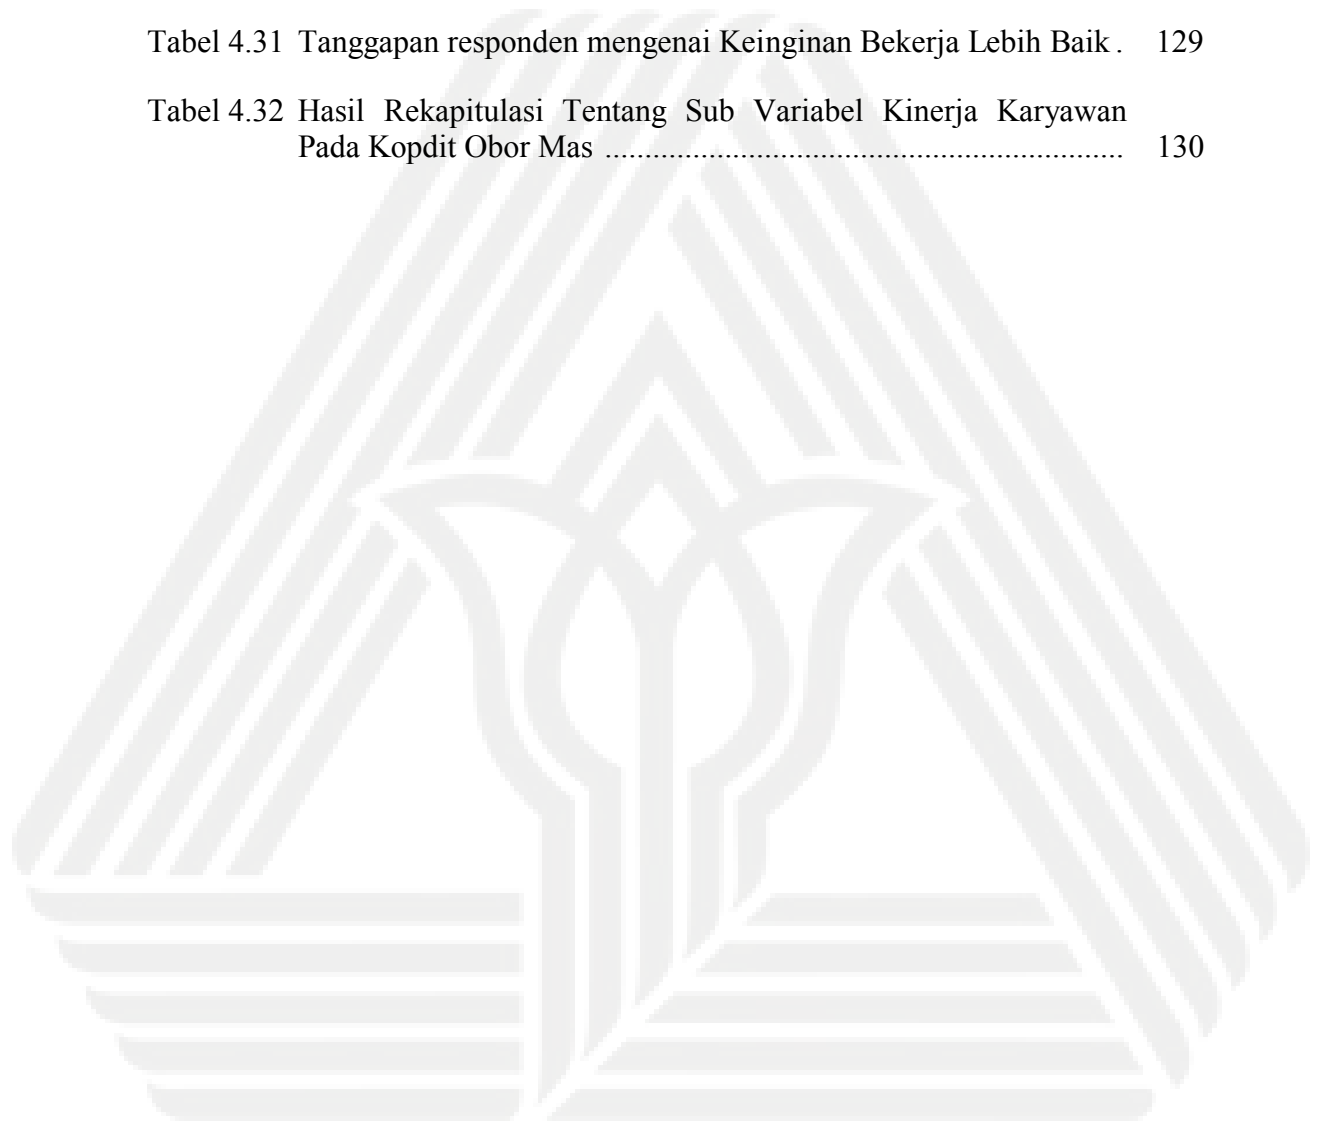 Tabel 4.31 Tanggapan responden mengenai Keinginan Bekerja Lebih Baik . 129
Tabel 4.32 Hasil Rekapitulasi Tentang Sub Variabel Kinerja Karyawan
Pada Kopdit Obor Mas ................................................................ 130